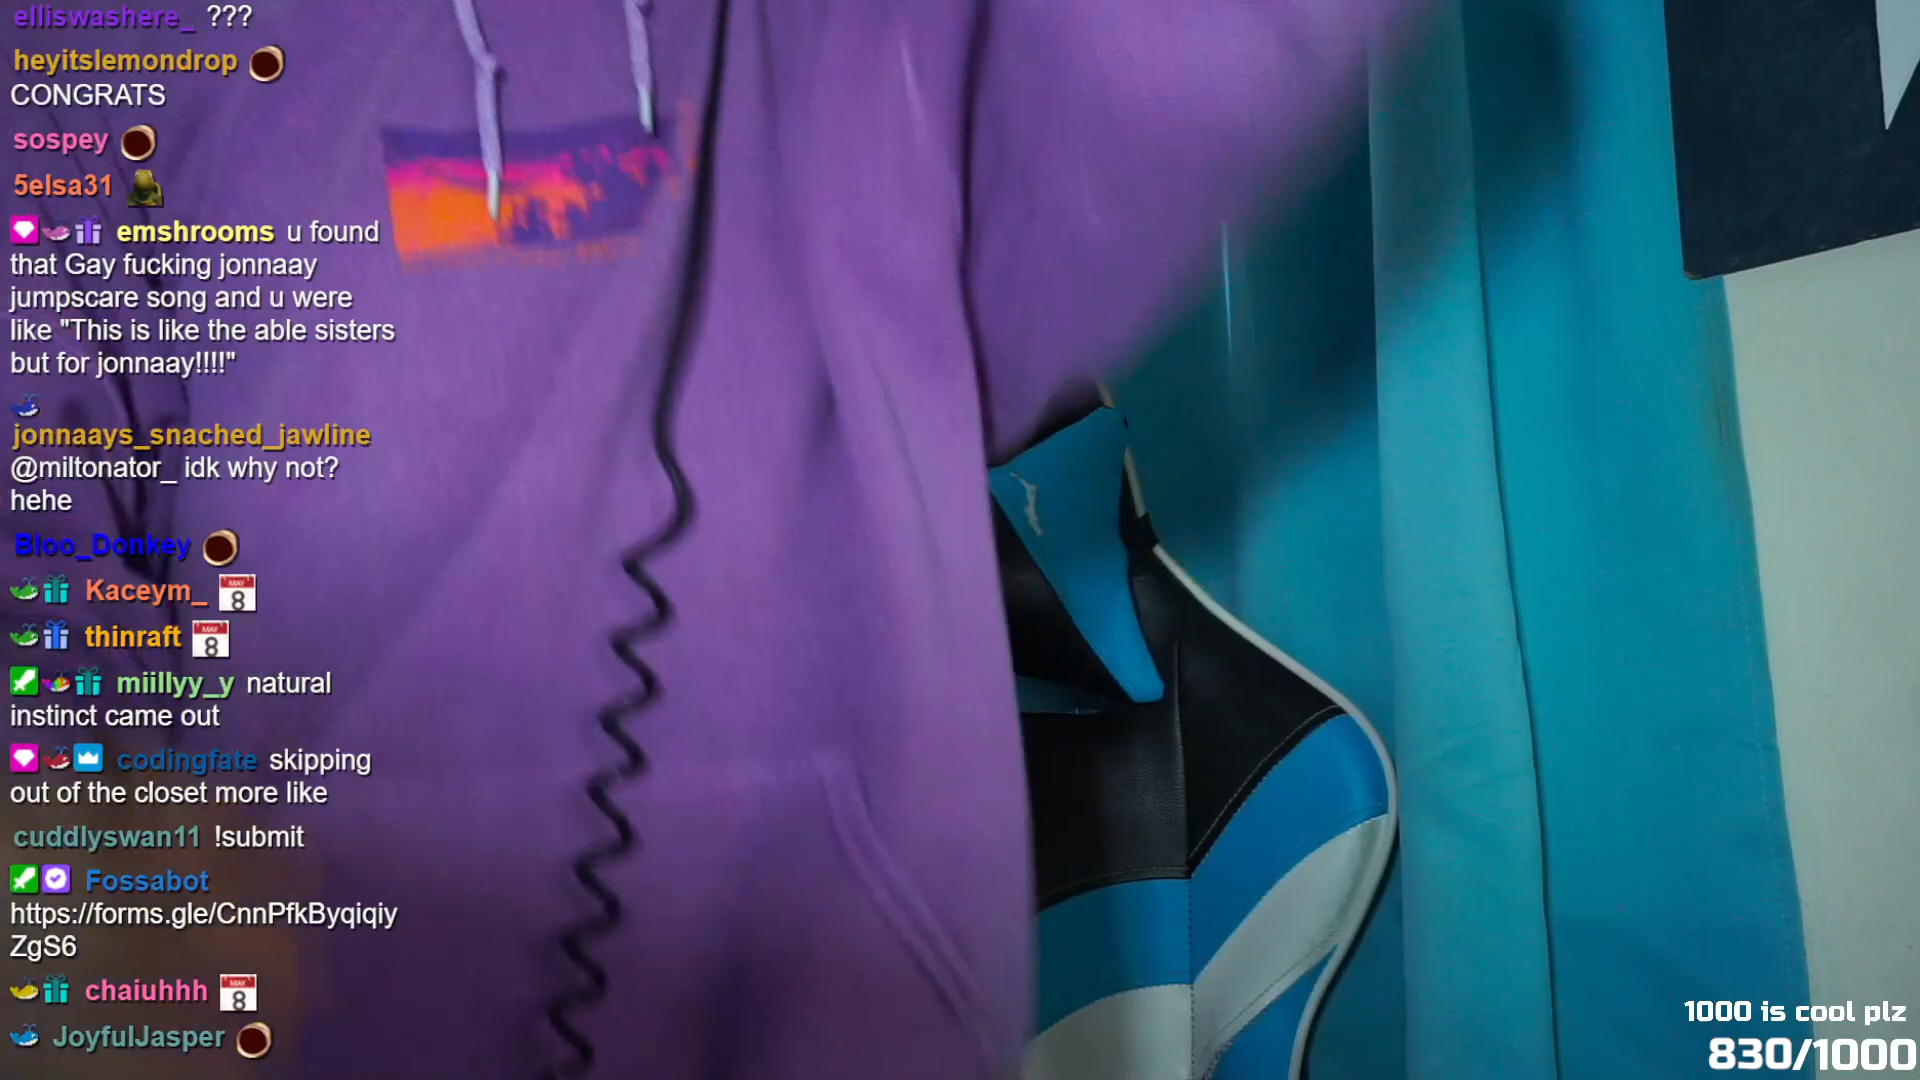 elliswashere_ ???
heyitslemondrop
CONGRATS
sospey
5elsa31
emshrooms u found
that Gay fucking jonnaay
jumpscare song and u were
like "This is like the able sisters
but for jonnaay!!!!"
jonnaays_snached_jawline
@miltonator_ idk why not?
hehe
Bloo_Donkey
Kaceym_ MAY 8
thinraft MAY 8
miillyy_y natural
instinct came out
codingfate skipping
out of the closet more like
cuddlyswan11 !submit
Fossabot
https://forms.gle/CnnPfkByqiqiy
ZgS6
chaiuhhh MAY 8
JoyfulJasper
1000 is cool plz
830/1000